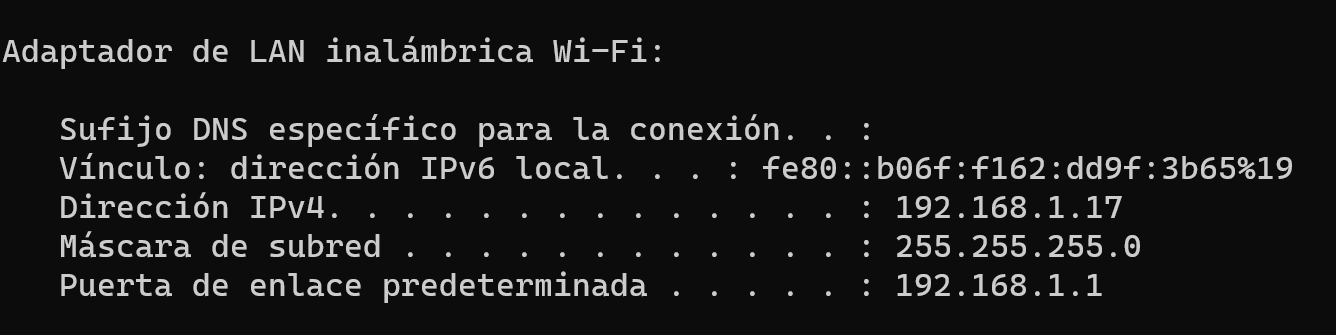 Adaptador de LAN inalámbrica Wi-Fi:
Sufijo DNS específico para la conexión. . :
Vínculo: dirección IPv6 local. . . : fe80::b06f:f162:dd9f:3b65%19
Dirección IPv4. . . . . . . . . . . . . . : 192.168.1.17
Máscara de subred . . . . . . . . . . . . : 255.255.255.0
Puerta de enlace predeterminada . . . . . : 192.168.1.1